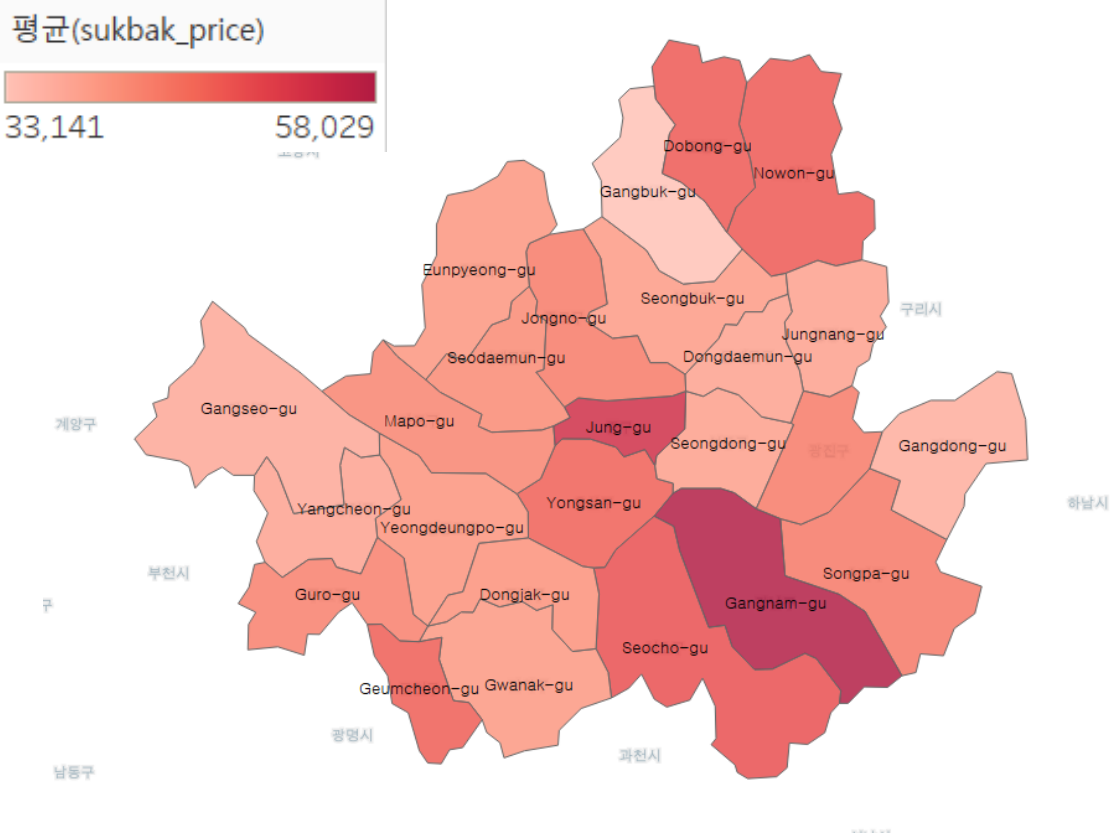 평균(sukbak_price)
33,141
58,029
Dobong-gu
Nowon-gu
Gangbuk-gu
Eunpyeong-gu
Seongbuk-gu
구리시
Jongno-gu
Jungnang-gu
Seodaemun-gu
Dongdaemun-gu
Gangseo-gu
Mapo-gu
계양구
Jung-gu
Seongdong-gu
광진구
Gangdong-gu
하남시
Yangcheon-gu
Yongsan-gu
Yeongdeungpo-gu
부천시
Songpa-gu
구
Guro-gu
Dongjak-gu
Gangnam-gu
Seocho-gu
Geumcheon-gu
Gwanak-gu
광명시
과천시
남동구